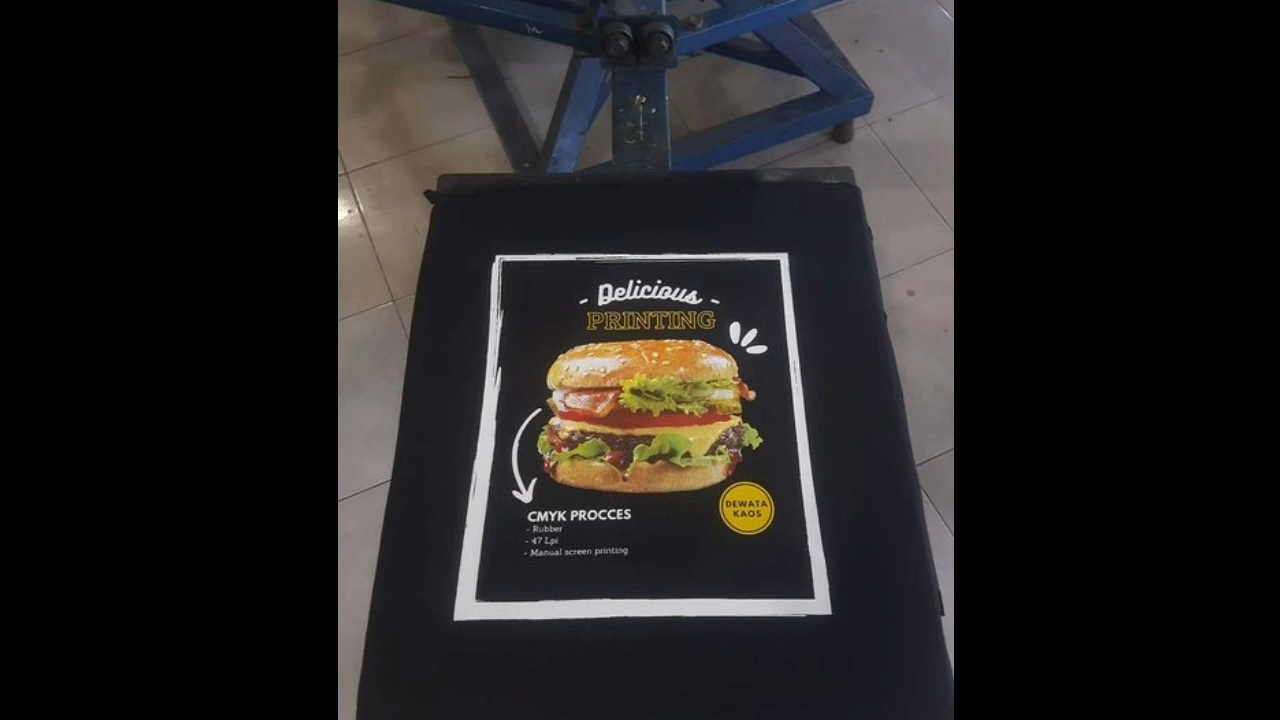 - Delicious -
PRINTING
CMYK PROCCES
- Rubber
- 47 Lpi
- Manual screen printing
DEWATA
KAOS